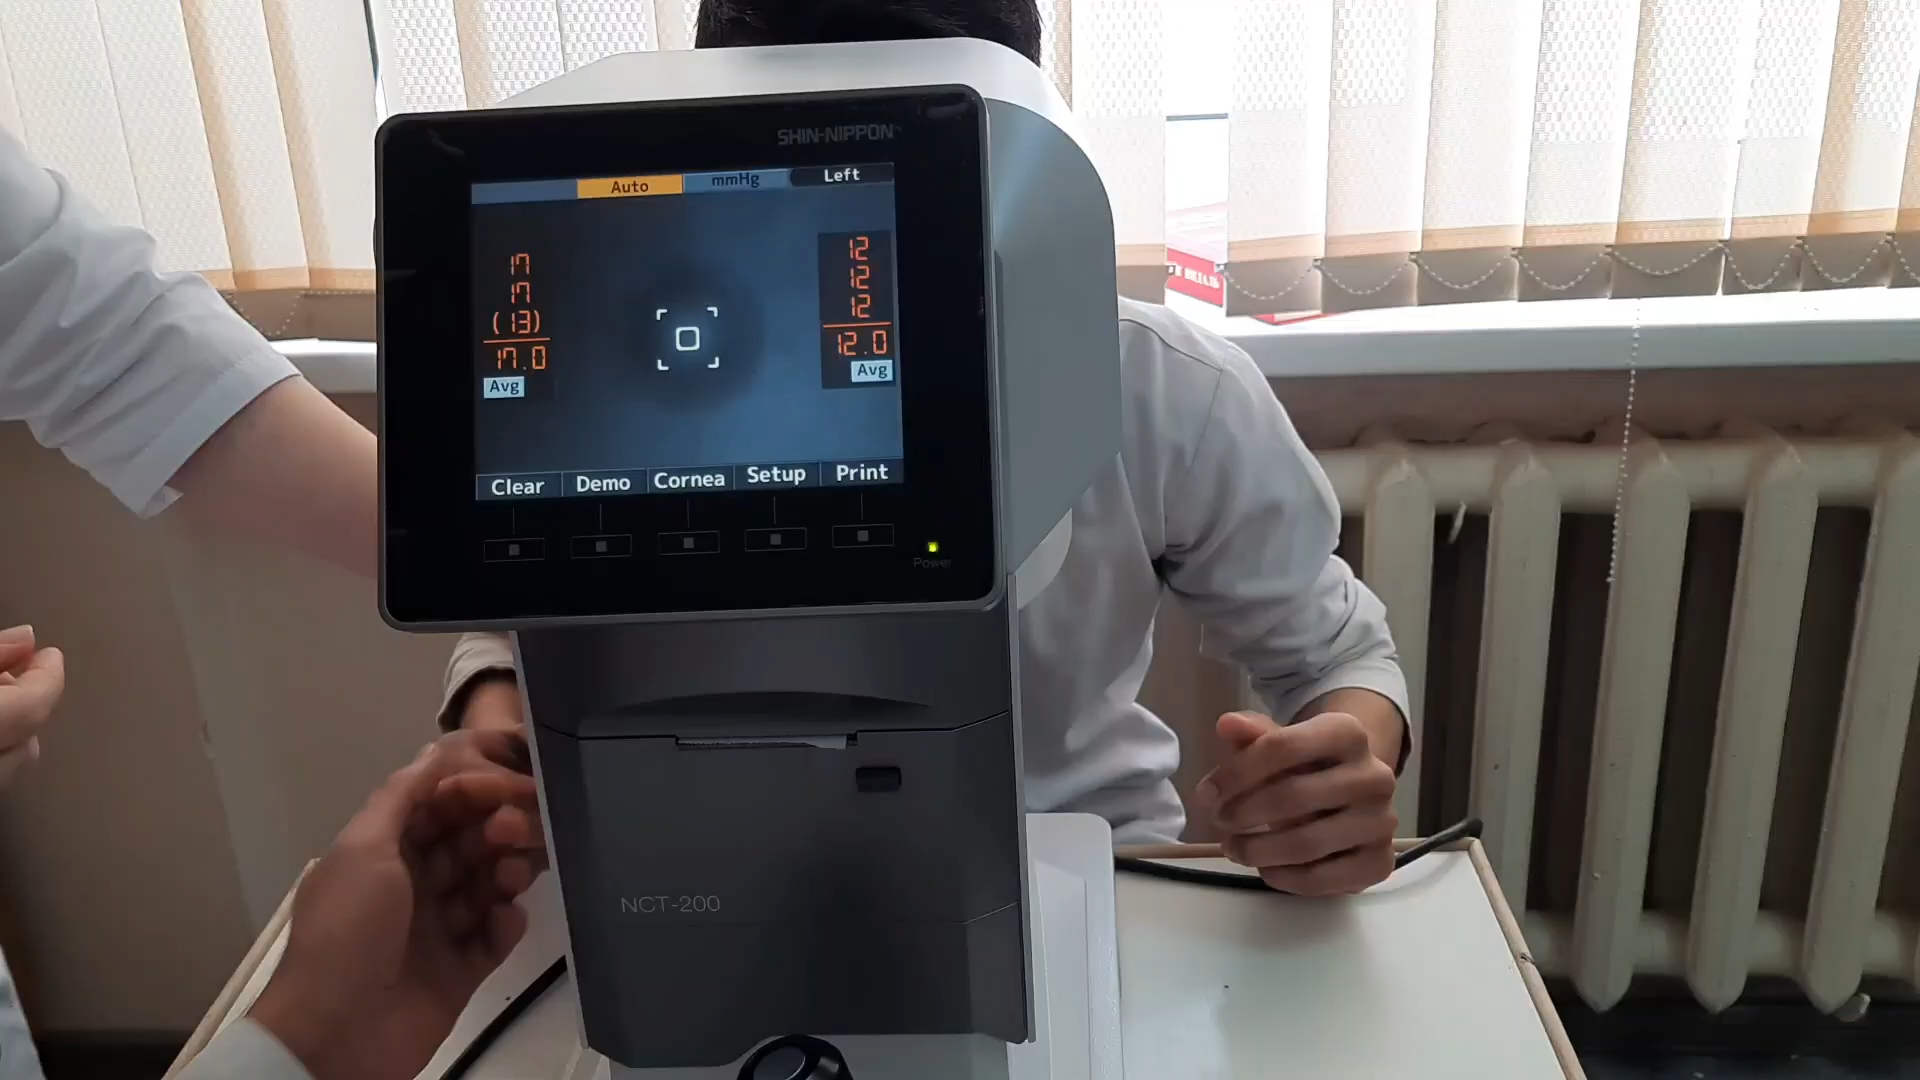 SHIN-NIPPON
Auto mmHg Left
17
17
(13)
17.0
Avg
12
12
12
12.0
Avg
Clear Demo Cornea Setup Print
Power
NCT-200